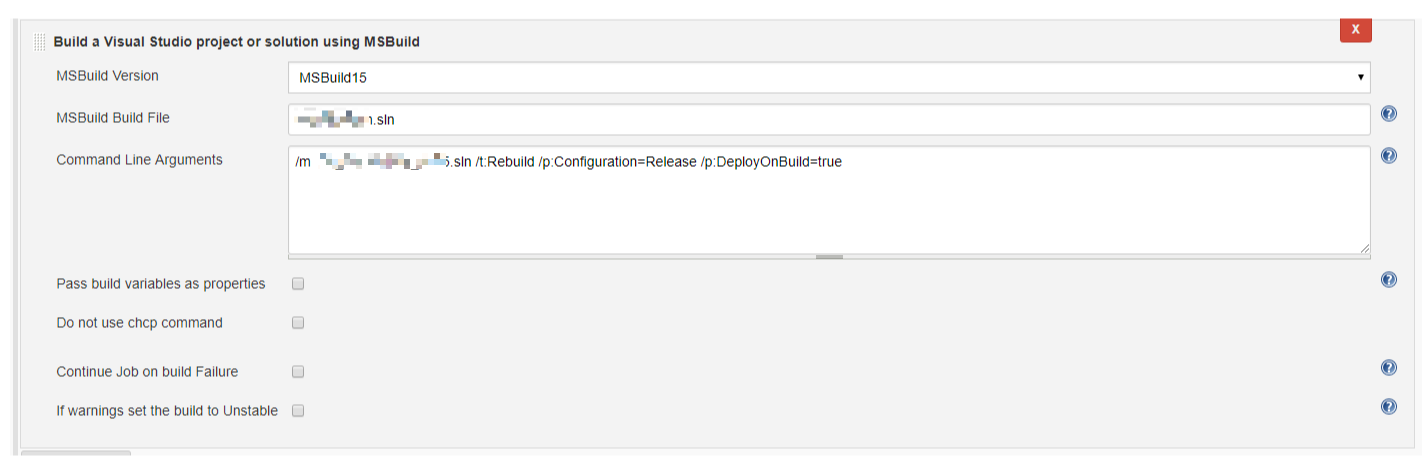 X
Build a Visual Studio project or solution using MSBuild
MSBuild Version
MSBuild15
MSBuild Build File
.sln
Command Line Arguments
/m .sln /t:Rebuild /p:Configuration=Release /p:DeployOnBuild=true
Pass build variables as properties
Do not use chcp command
Continue Job on build Failure
If warnings set the build to Unstable